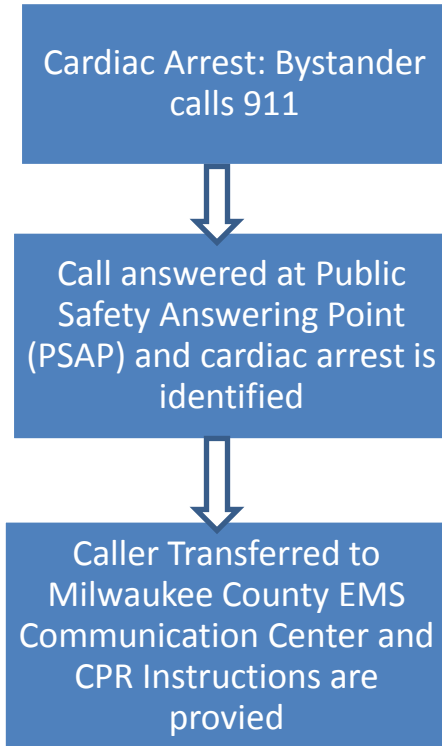 Cardiac Arrest: Bystander
calls 911
Call answered at Public
Safety Answering Point
(PSAP) and cardiac arrest is
identified
Caller Transferred to
Milwaukee County EMS
Communication Center and
CPR Instructions are
provied